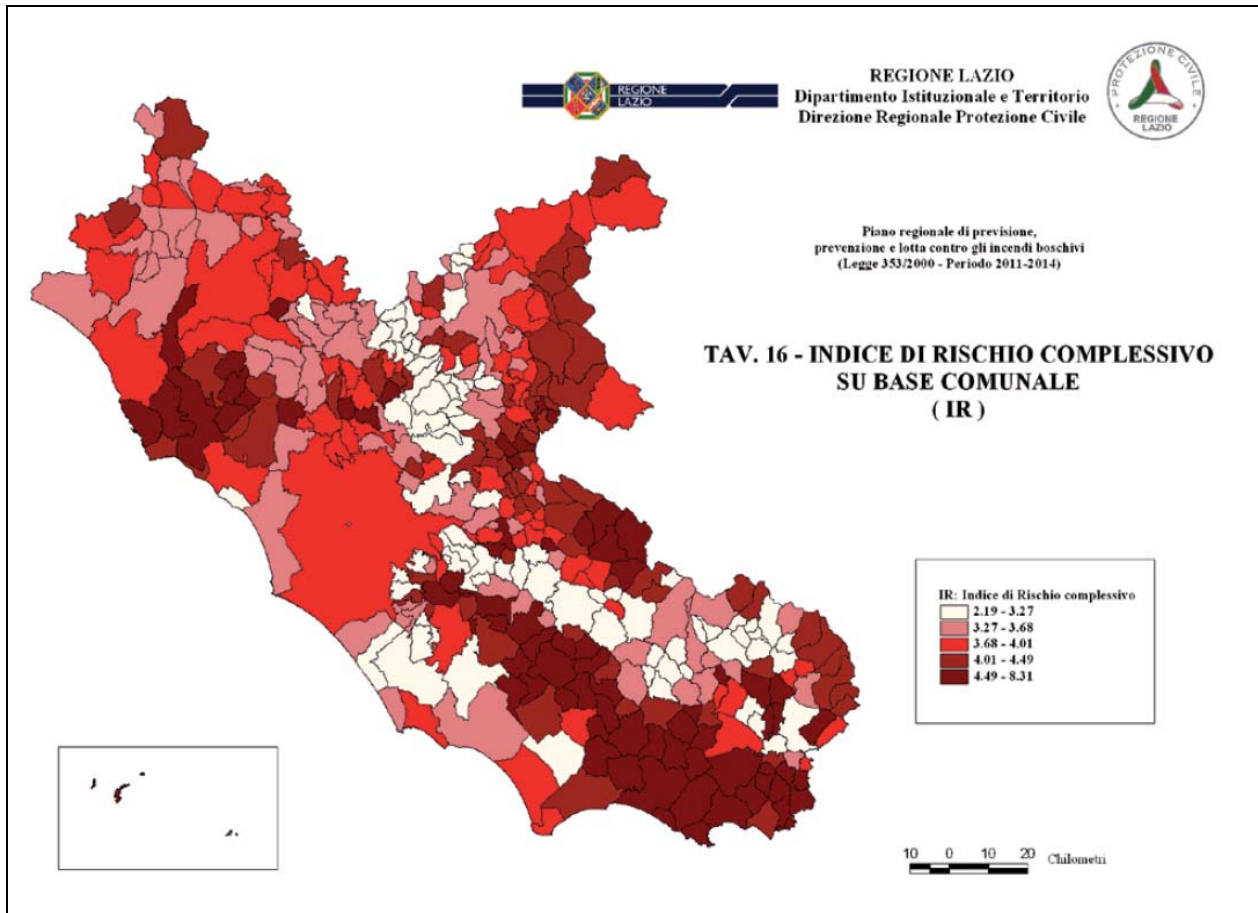 REGIONE
LAZIO
REGIONE LAZIO
Dipartimento Istituzionale e Territorio
Direzione Regionale Protezione Civile
PROTEZIONE CIVILE
REGIONE
LAZIO
Piano regionale di previsione,
prevenzione e lotta contro gli incendi boschivi
(Legge 353/2000 - Periodo 2011-2014)
TAV. 16 - INDICE DI RISCHIO COMPLESSIVO
SU BASE COMUNALE
( IR )
IR: Indice di Rischio complessivo
2.19 - 3.27
3.27 - 3.68
3.68 - 4.01
4.01 - 4.49
4.49 - 8.31
10 0 10 20 Chilometri